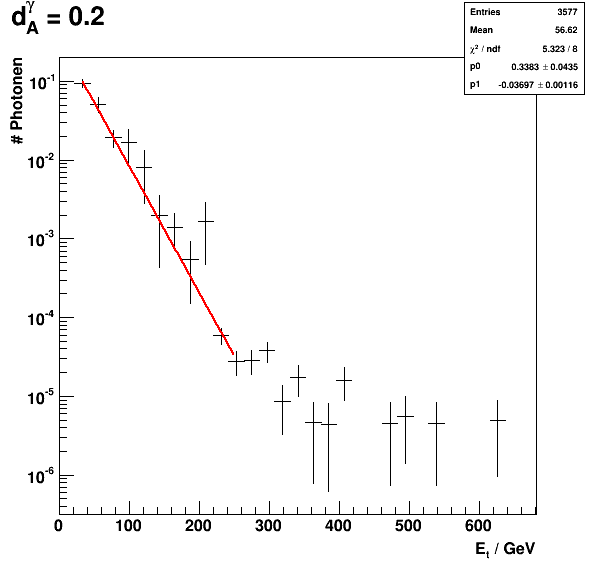 d_A^γ = 0.2
Entries 3577
Mean 56.62
χ² / ndf 5.323 / 8
p0 0.3383 ± 0.0435
p1 -0.03697 ± 0.00116
# Photonen
10⁻¹
10⁻²
10⁻³
10⁻⁴
10⁻⁵
10⁻⁶
0 100 200 300 400 500 600
E_t / GeV